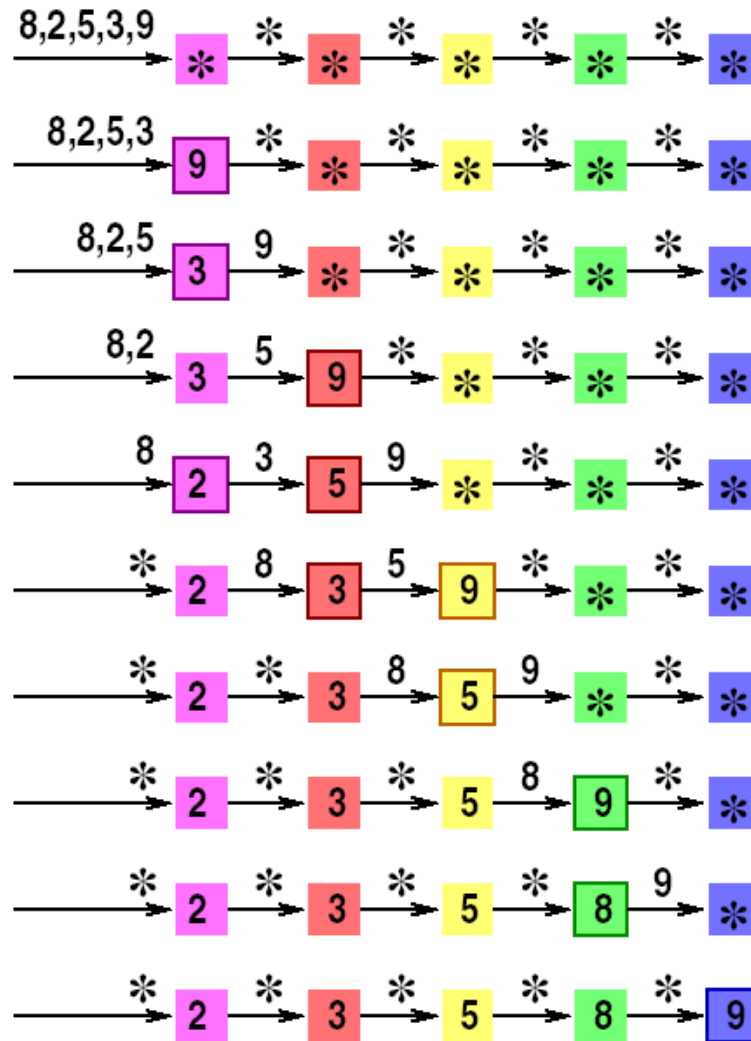 8,2,5,3,9 * * * * *
* * * * *
8,2,5,3 * * * *
9 * * * *
8,2,5 9 * * *
3 * * * *
8,2 5 * * *
3 9 * * *
8 3 9 * *
2 5 * * *
* 8 5 * *
2 3 9 * *
* * 8 9 *
2 3 5 * *
* * * 8 *
2 3 5 9 *
* * * * 9
2 3 5 8 *
* * * * *
2 3 5 8 9